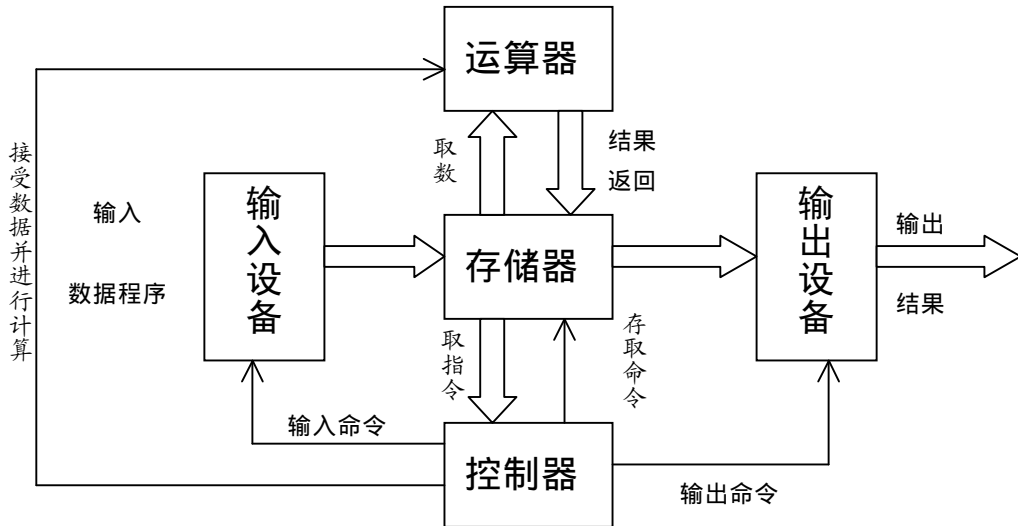 运算器
接受数据并进行计算
取数
结果
返回
输入
数据程序
输入设备
存储器
输出设备
输出
结果
取指令
存取命令
输入命令
控制器
输出命令